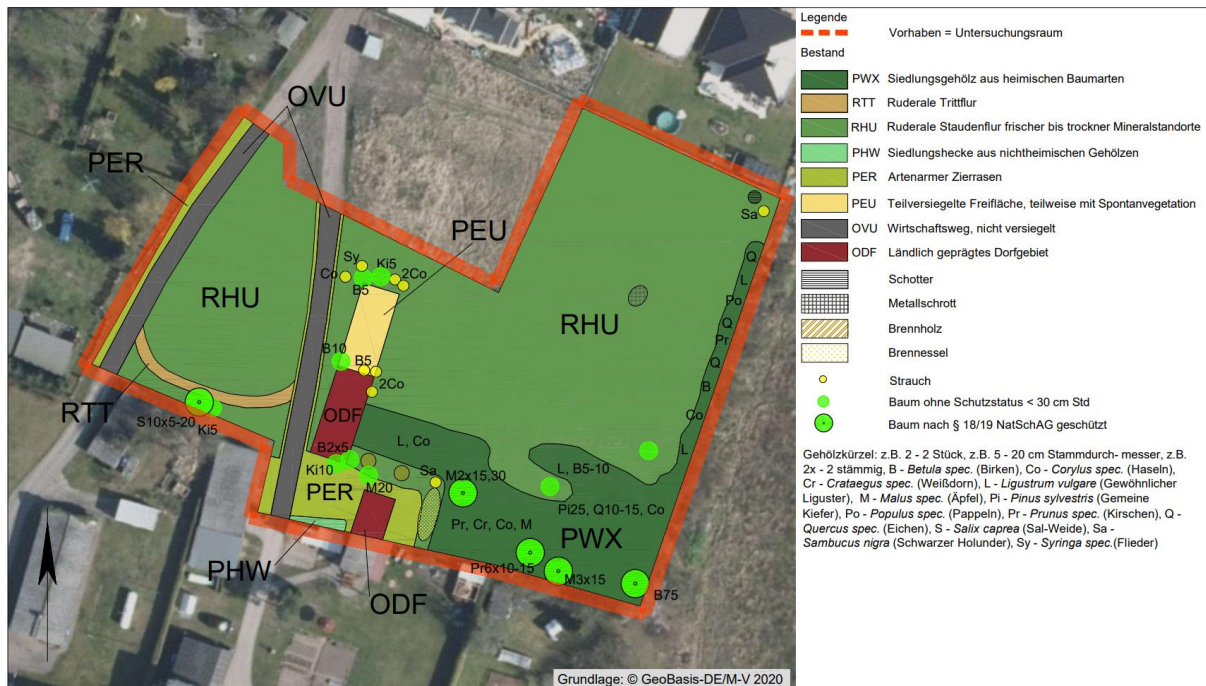 OVU
PER
PEU
Sa
Sy
Ki5
Co
2Co
B5
RHU
RHU
Q
L
Po
Q
Pr
Q
B
Co
L
B10
B5
2Co
RTT
S10x5-20
Ki5
ODF
L, Co
B2x5
Ki10
M20
PER
Sa
M2x15,30
L, B5-10
Pi25, Q10-15, Co
Pr, Cr, Co, M
PWX
PHW
ODF
Pr6x10-15
M3x15
B75
Grundlage: © GeoBasis-DE/M-V 2020
Legende
Vorhaben = Untersuchungsraum
Bestand
PWX Siedlungsgehölz aus heimischen Baumarten
RTT Ruderale Trittflur
RHU Ruderale Staudenflur frischer bis trockner Mineralstandorte
PHW Siedlungshecke aus nichtheimischen Gehölzen
PER Artenarmer Zierrasen
PEU Teilversiegelte Freifläche, teilweise mit Spontanvegetation
OVU Wirtschaftsweg, nicht versiegelt
ODF Ländlich geprägtes Dorfgebiet
Schotter
Metallschrott
Brennholz
Brennessel
Strauch
Baum ohne Schutzstatus < 30 cm Std
Baum nach § 18/19 NatSchAG geschützt
Gehölzkürzel: z.B. 2 - 2 Stück, z.B. 5 - 20 cm Stammdurch- messer, z.B.
2x - 2 stämmig, B - Betula spec. (Birken), Co - Corylus spec. (Haseln),
Cr - Crataegus spec. (Weißdorn), L - Ligustrum vulgare (Gewöhnlicher
Liguster), M - Malus spec. (Äpfel), Pi - Pinus sylvestris (Gemeine
Kiefer), Po - Populus spec. (Pappeln), Pr - Prunus spec. (Kirschen), Q -
Quercus spec. (Eichen), S - Salix caprea (Sal-Weide), Sa -
Sambucus nigra (Schwarzer Holunder), Sy - Syringa spec.(Flieder)